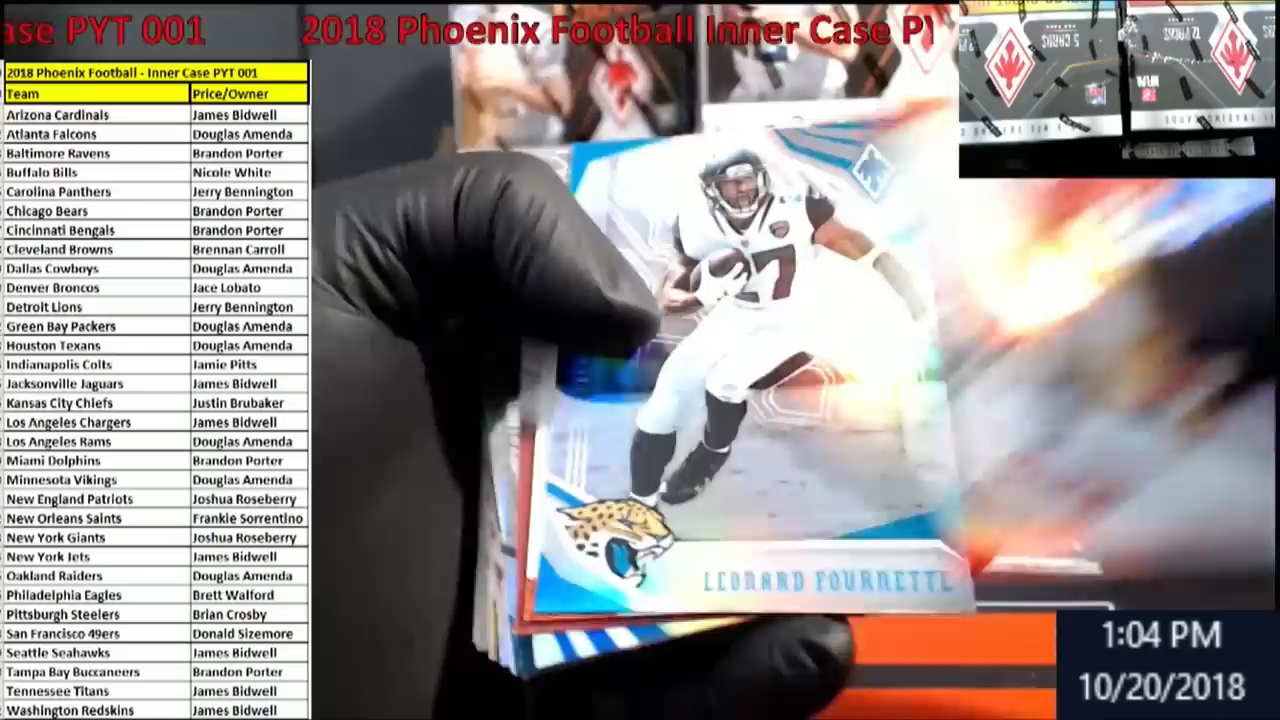 ase PYT 001
2018 Phoenix Football Inner Case PY
2018 Phoenix Football - Inner Case PYT 001
Team Price/Owner
Arizona Cardinals James Bidwell
Atlanta Falcons Douglas Amenda
Baltimore Ravens Brandon Porter
Buffalo Bills Nicole White
Carolina Panthers Jerry Bennington
Chicago Bears Brandon Porter
Cincinnati Bengals Brandon Porter
Cleveland Browns Brennan Carroll
Dallas Cowboys Douglas Amenda
Denver Broncos Jace Lobato
Detroit Lions Jerry Bennington
Green Bay Packers Douglas Amenda
Houston Texans Douglas Amenda
Indianapolis Colts Jamie Pitts
Jacksonville Jaguars James Bidwell
Kansas City Chiefs Justin Brubaker
Los Angeles Chargers James Bidwell
Los Angeles Rams Douglas Amenda
Miami Dolphins Brandon Porter
Minnesota Vikings Douglas Amenda
New England Patriots Joshua Roseberry
New Orleans Saints Frankie Sorrentino
New York Giants Joshua Roseberry
New York Jets James Bidwell
Oakland Raiders Douglas Amenda
Philadelphia Eagles Brett Walford
Pittsburgh Steelers Brian Crosby
San Francisco 49ers Donald Sizemore
Seattle Seahawks James Bidwell
Tampa Bay Buccaneers Brandon Porter
Tennessee Titans James Bidwell
Washington Redskins James Bidwell
5 CARDS
12 PACKS
27
LEONARD FOURNETTE
1:04 PM
10/20/2018